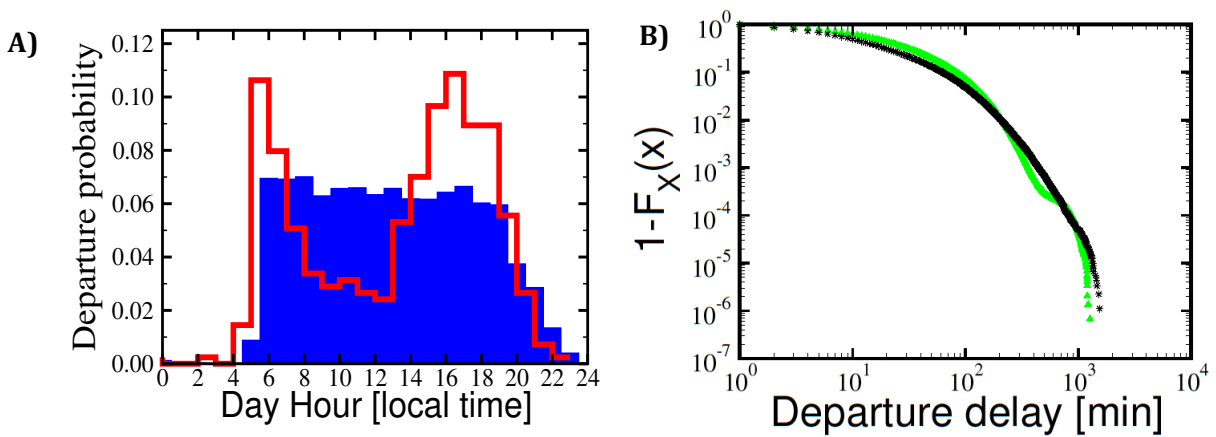 A)
Departure probability
0.12
0.10
0.08
0.06
0.04
0.02
0.00
0 2 4 6 8 10 12 14 16 18 20 22 24
Day Hour [local time]
B)
1-F_X(x)
10^0
10^-1
10^-2
10^-3
10^-4
10^-5
10^-6
10^-7
10^0 10^1 10^2 10^3 10^4
Departure delay [min]